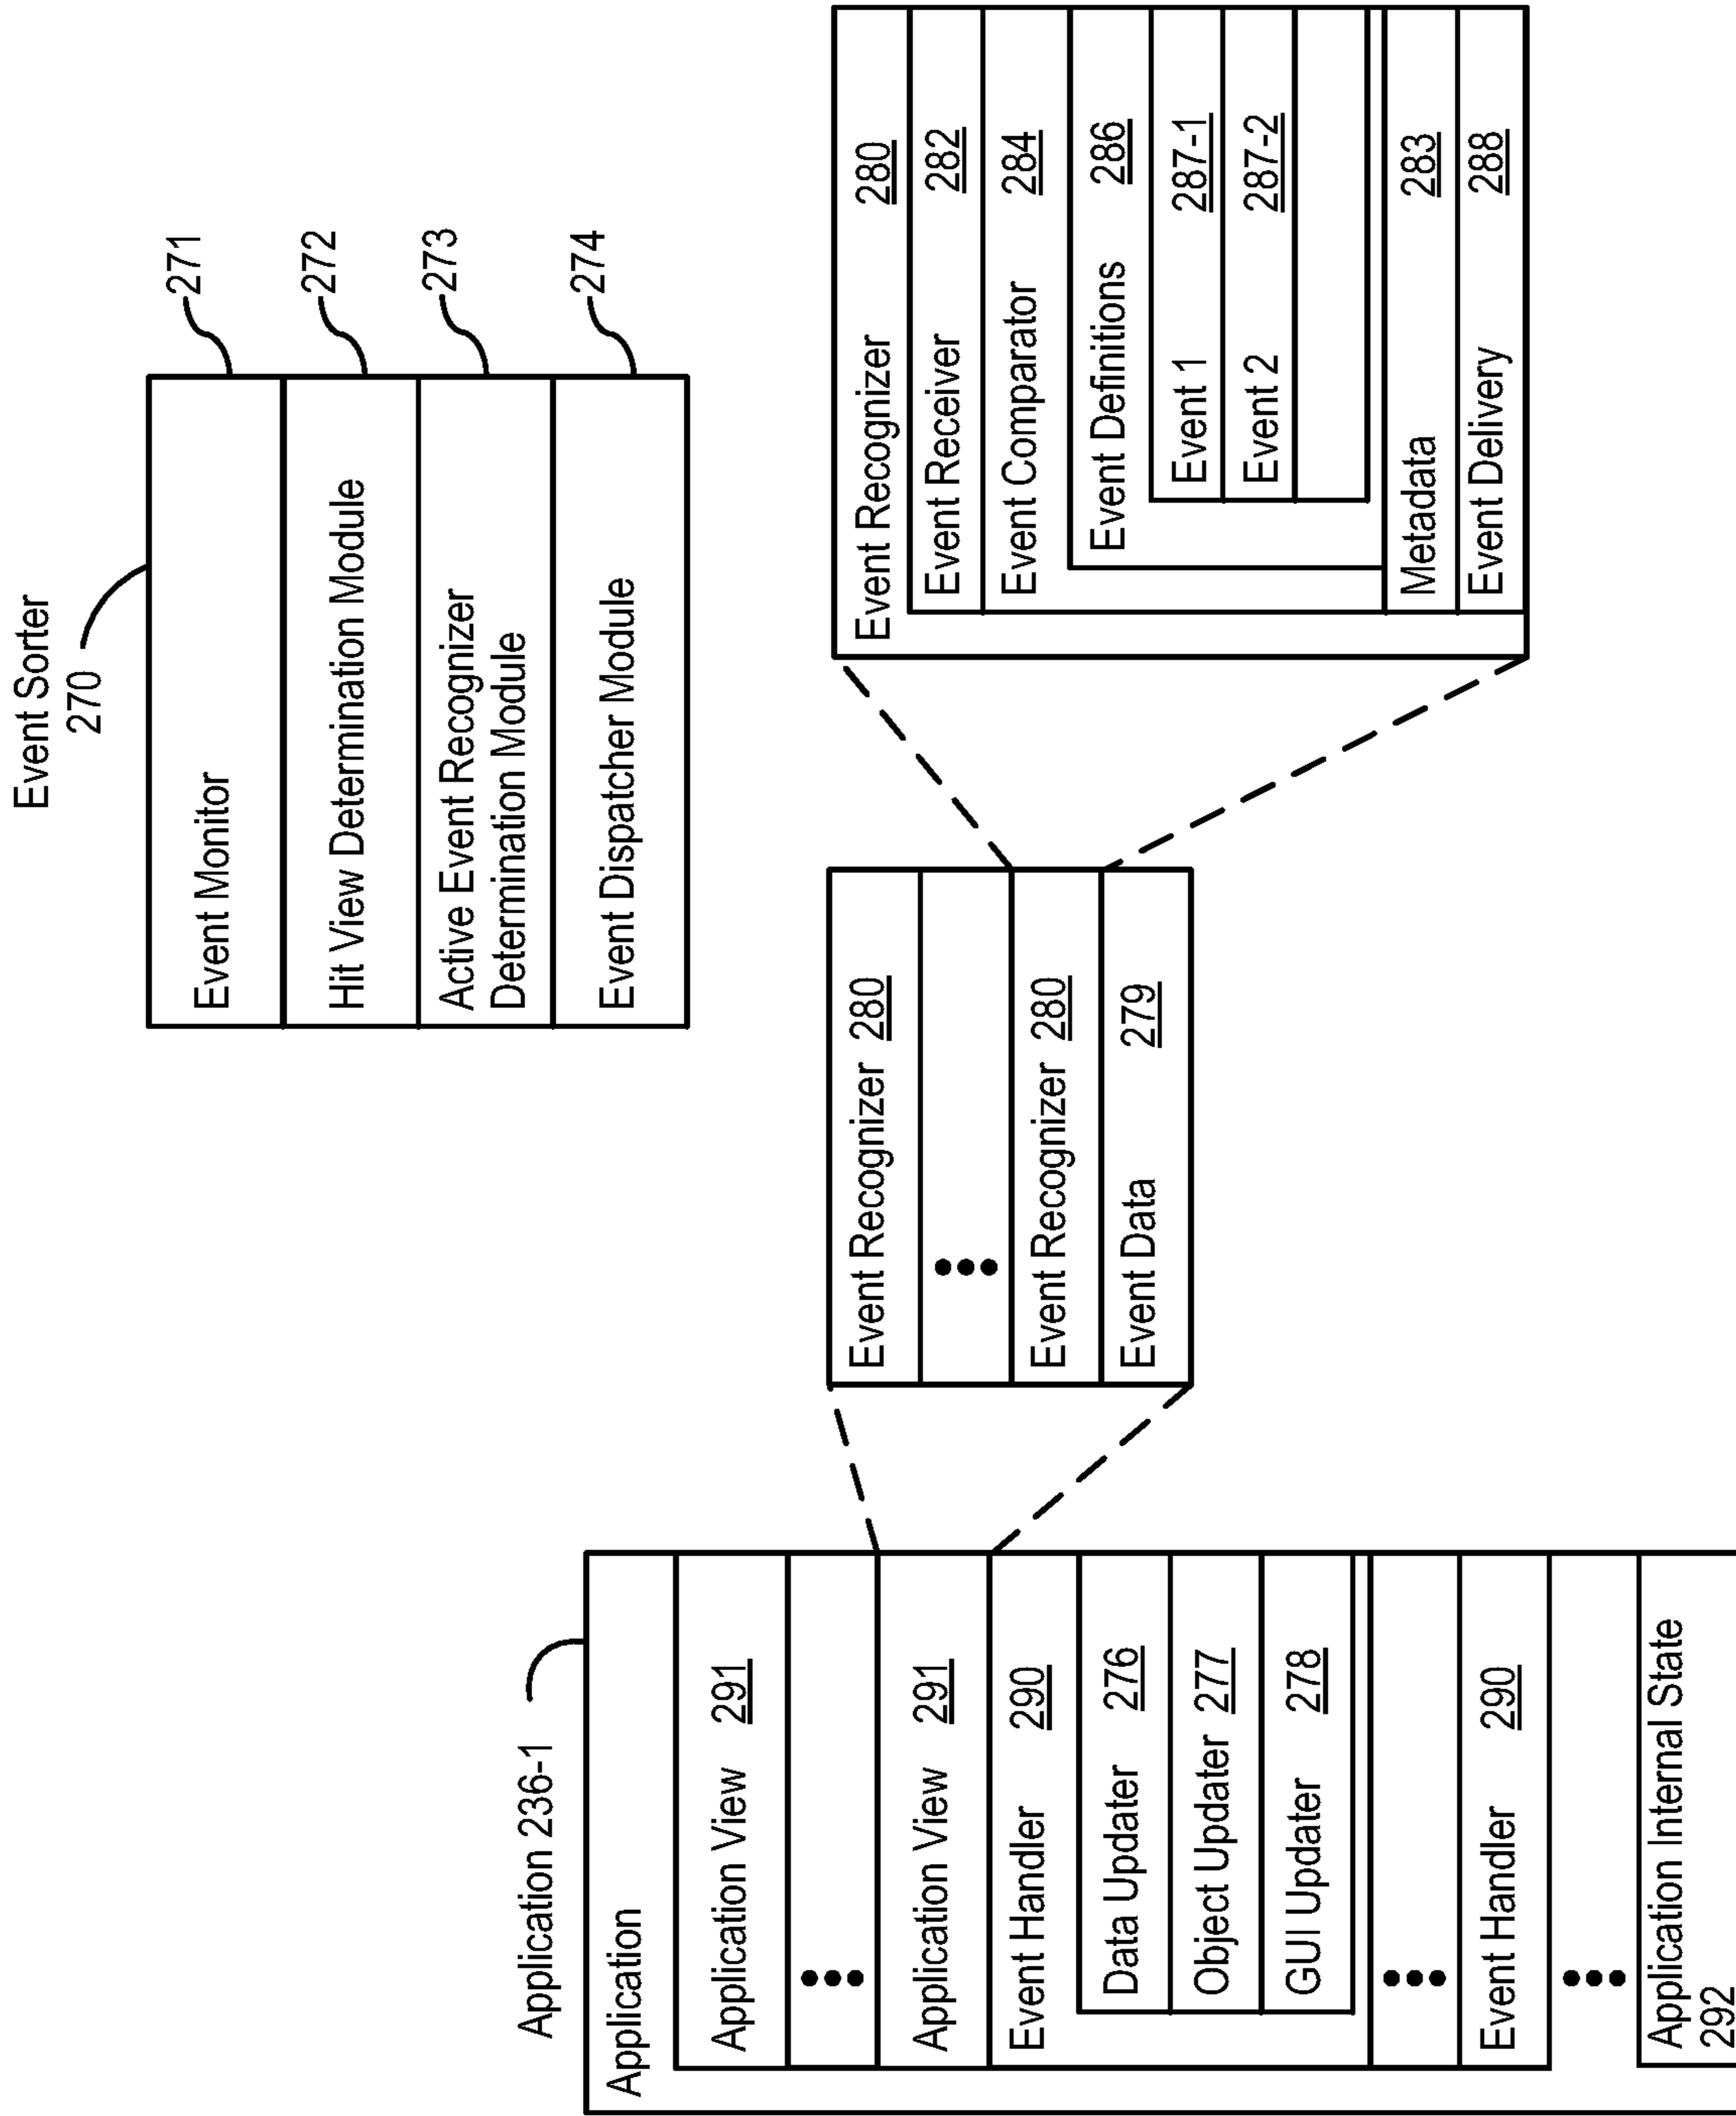 Event Sorter
270
Event Monitor
271
Hit View Determination Module
272
Active Event Recognizer
Determination Module
273
Event Dispatcher Module
274
Application 236-1
Application
Application View 291
Application View 291
Event Handler 290
Data Updater 276
Object Updater 277
GUI Updater 278
Event Handler 290
Application Internal State
292
Event Recognizer 280
Event Recognizer 280
Event Data 279
Event Recognizer 280
Event Receiver 282
Event Comparator 284
Event Definitions 286
Event 1 287-1
Event 2 287-2
Metadata 283
Event Delivery 288